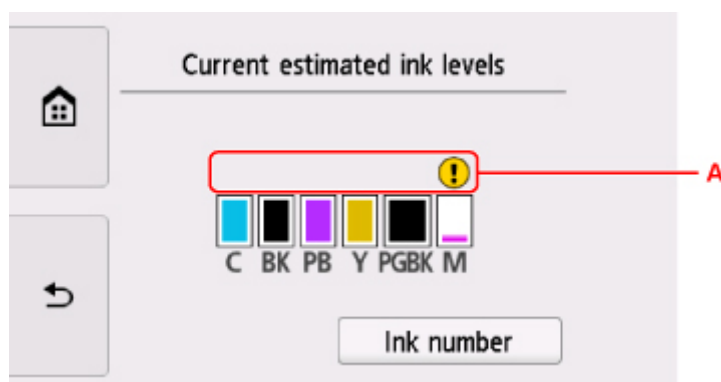 Current estimated ink levels
A
C BK PB Y PGBK M
Ink number